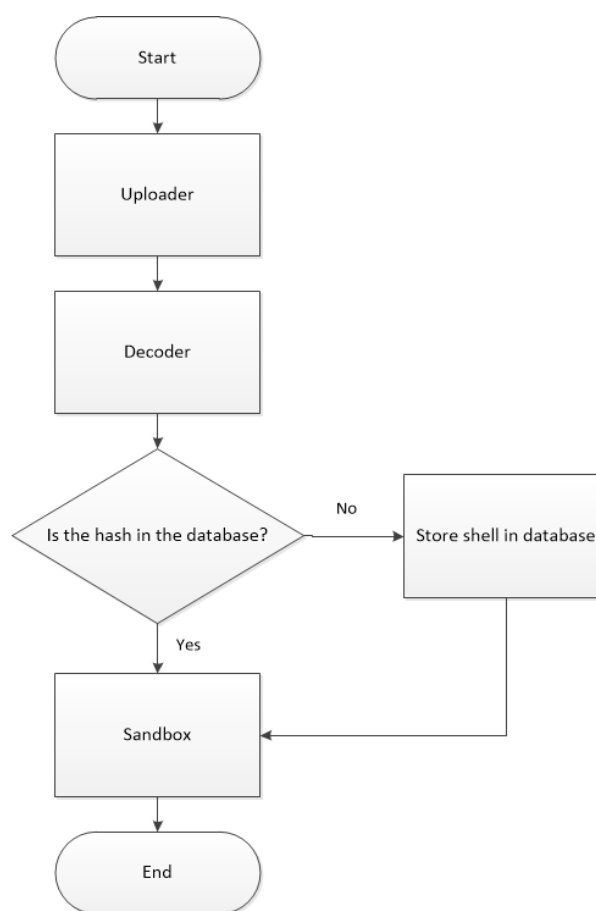 Start
Uploader
Decoder
Is the hash in the database?
No
Store shell in database
Yes
Sandbox
End